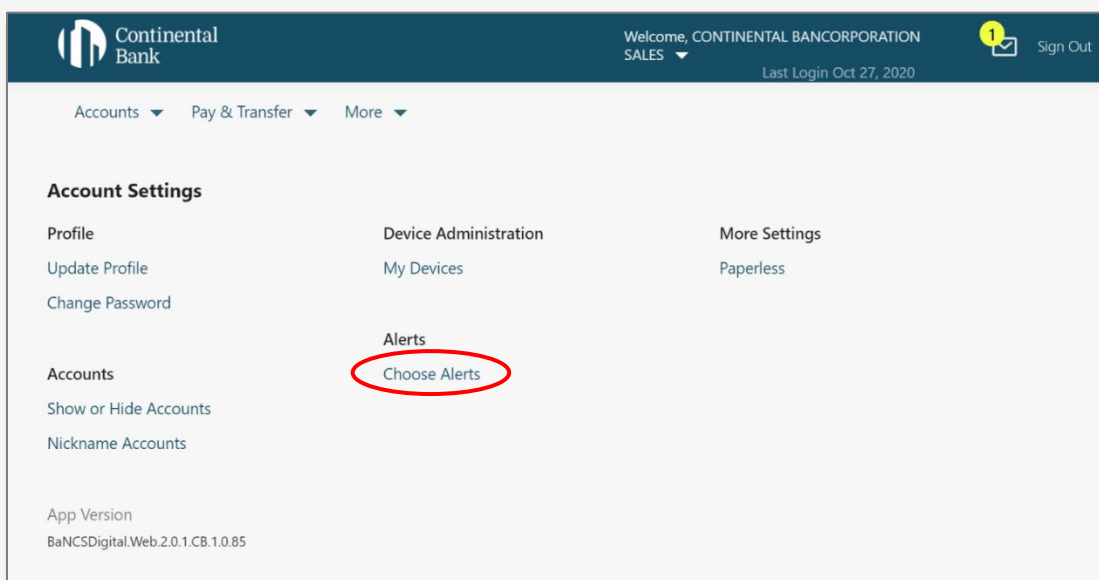 Continental
Bank
Welcome, CONTINENTAL BANCORPORATION
SALES
1
Sign Out
Last Login Oct 27, 2020
Accounts Pay & Transfer More
Account Settings
Profile Device Administration More Settings
Update Profile My Devices Paperless
Change Password
Alerts
Accounts Choose Alerts
Show or Hide Accounts
Nickname Accounts
App Version
BaNCSDigital.Web.2.0.1.CB.1.0.85